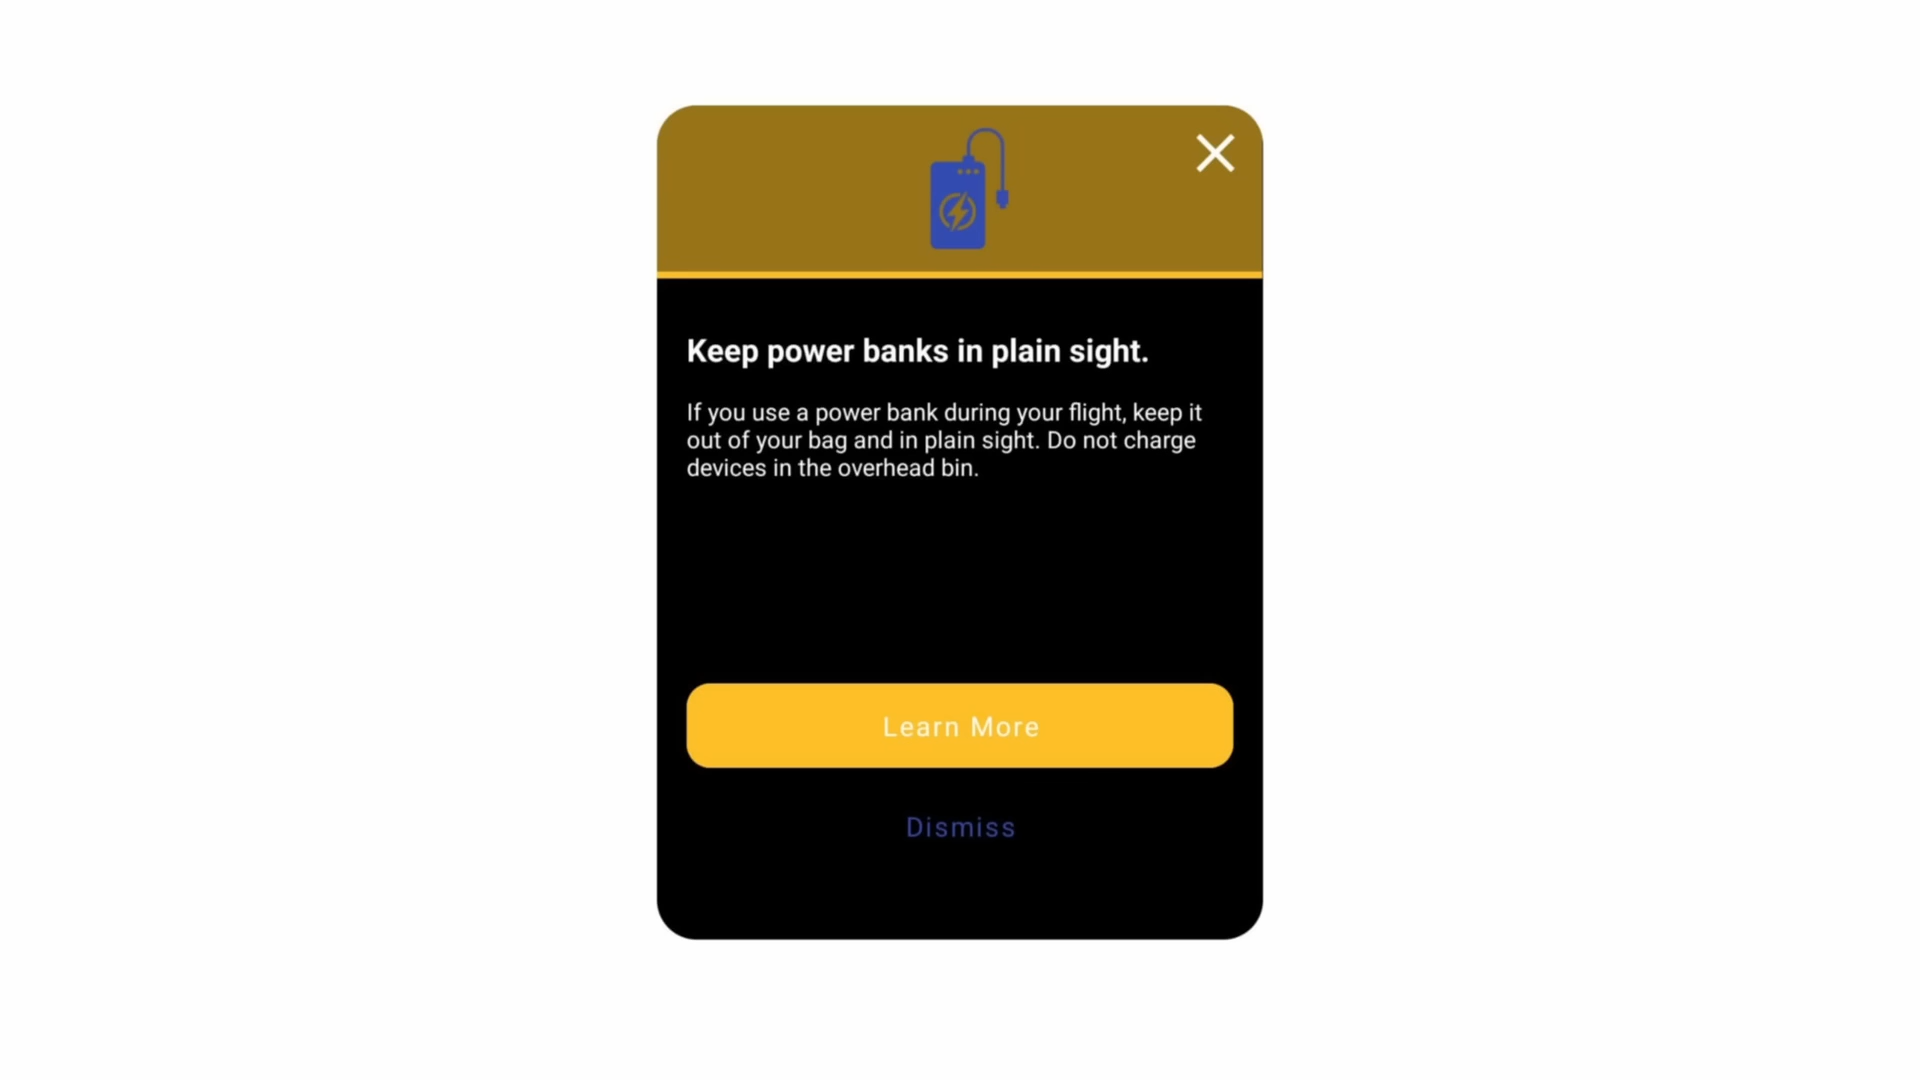 Keep power banks in plain sight.
If you use a power bank during your flight, keep it
out of your bag and in plain sight. Do not charge
devices in the overhead bin.
Learn More
Dismiss